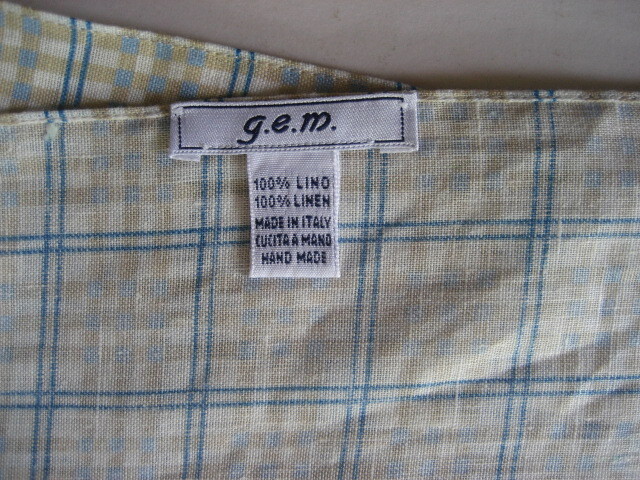 g.e.m.
100% LINO
100% LINEN
MADE IN ITALY
CUCITA A MANO
HAND MADE